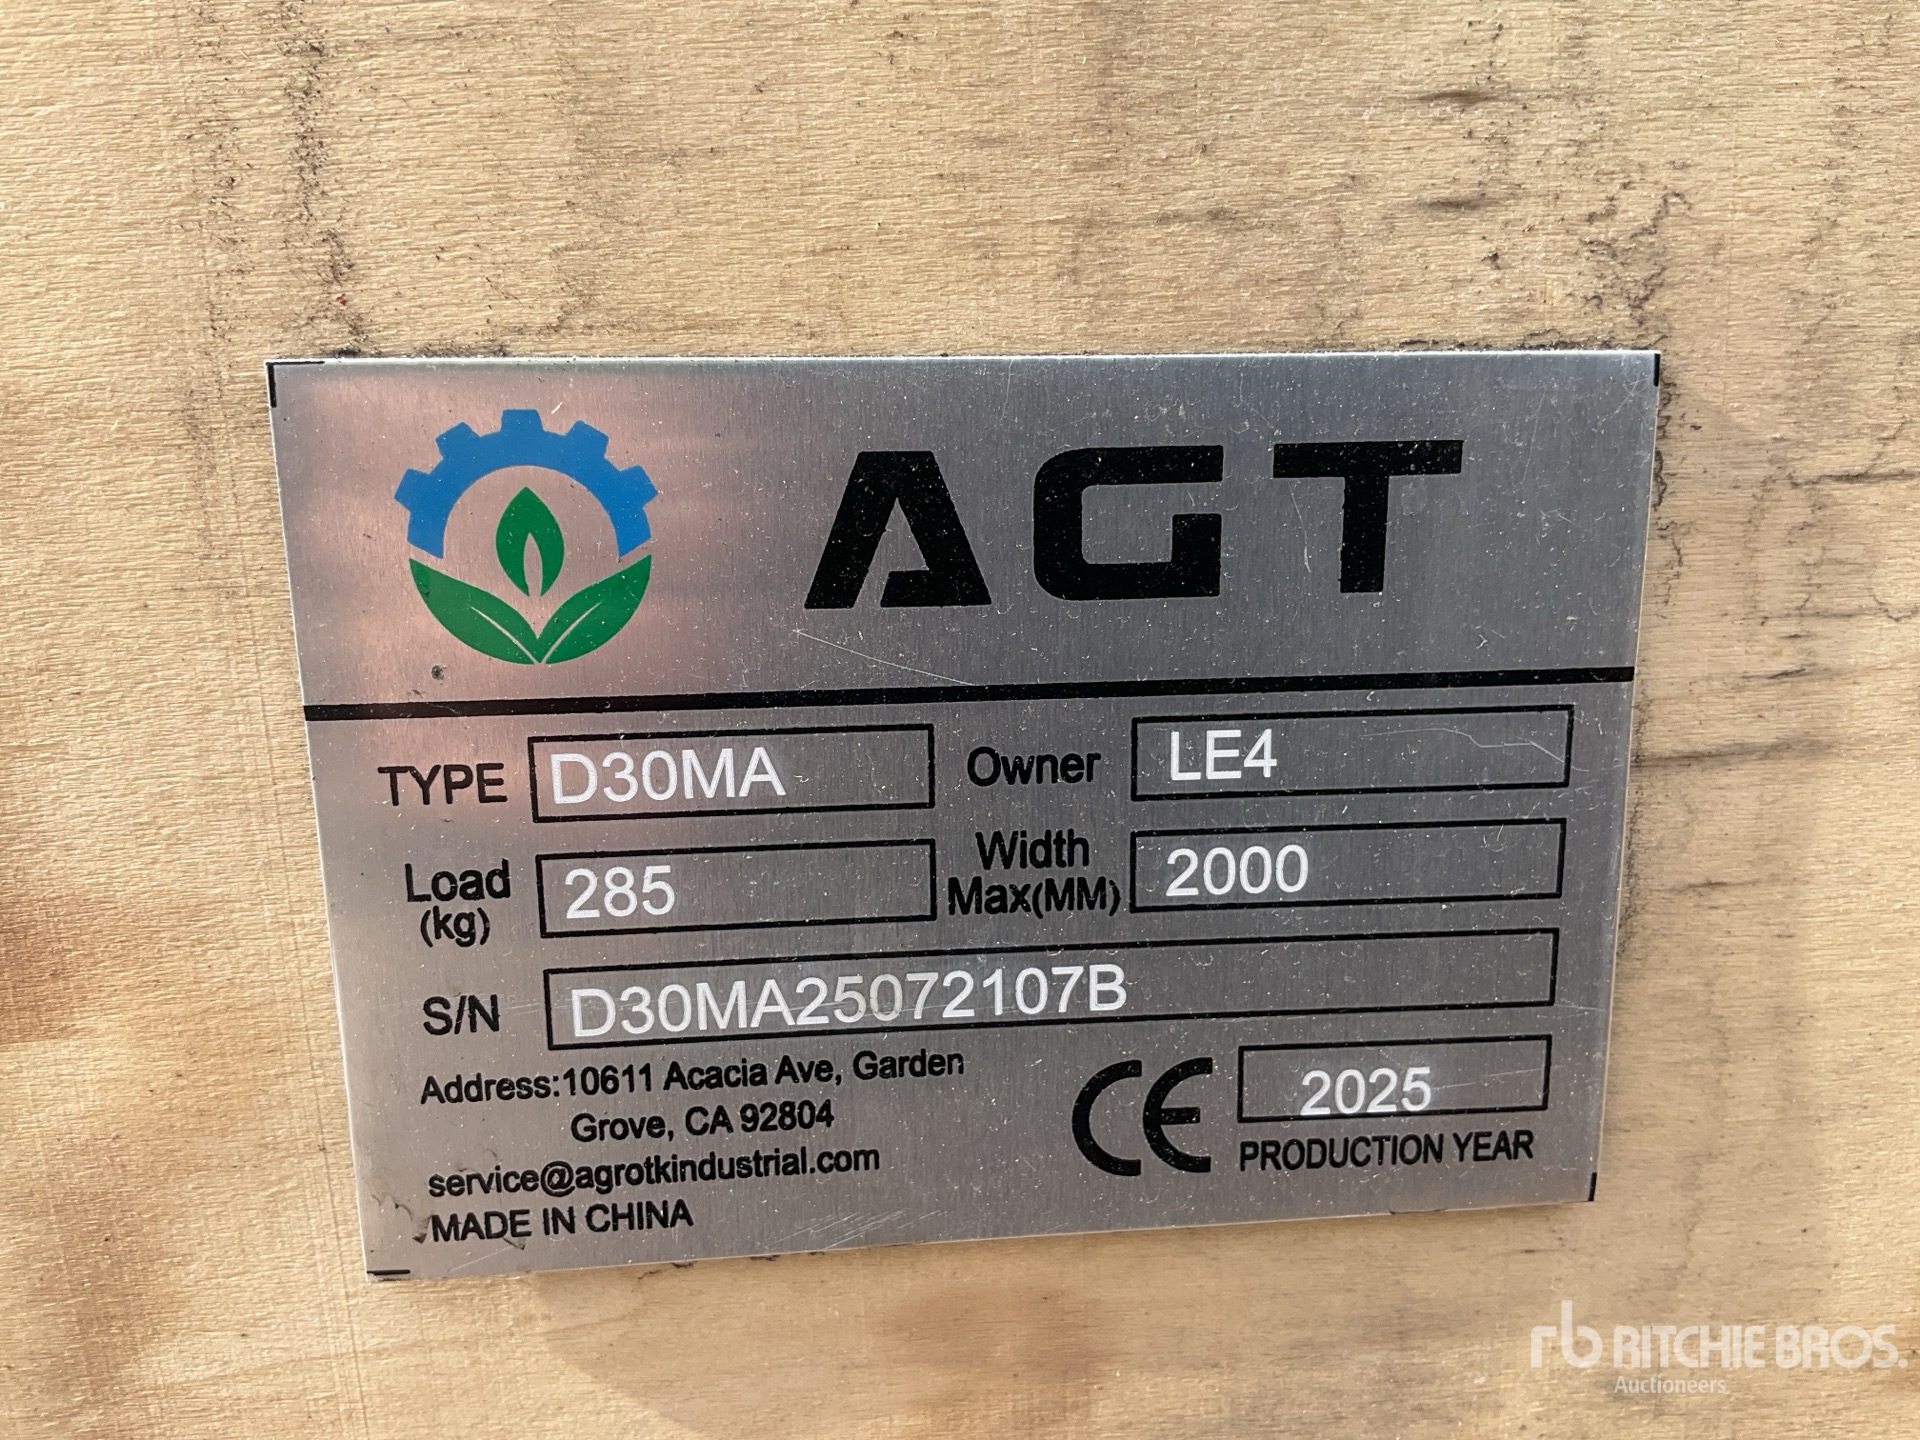 AGT
TYPE D30MA Owner LE4
Load (kg) 285 Width Max(MM) 2000
S/N D30MA25072107B
Address:10611 Acacia Ave, Garden
Grove, CA 92804
service@agrotkindustrial.com
MADE IN CHINA
CE 2025
PRODUCTION YEAR
rb RITCHIE BROS.
Auctioneers